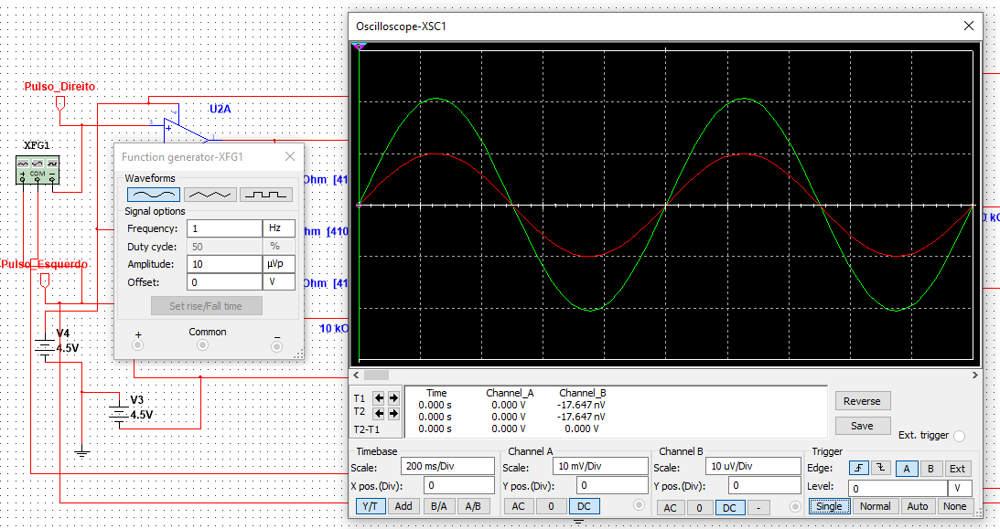 Oscilloscope-XSC1
Pulso_Direito
U2A
3
4
1
XFG1
COM
Function generator-XFG1
Waveforms
Signal options
Frequency: 1 Hz
Duty cycle: 50 %
Amplitude: 10 µVp
Offset: 0 V
Set rise/Fall time
+ Common −
Ohm [41
hm [410
Ohm [41
10 kO
0 kC
Pulso_Esquerdo
V4
4.5V
V3
4.5V
Time Channel_A Channel_B
T1 0.000 s 0.000 V -17.647 nV
T2 0.000 s 0.000 V -17.647 nV
T2-T1 0.000 s 0.000 V 0.000 V
Reverse
Save
Ext. trigger
Timebase
Scale: 200 ms/Div
X pos.(Div): 0
Y/T Add B/A A/B
Channel A
Scale: 10 mV/Div
Y pos.(Div): 0
AC 0 DC
Channel B
Scale: 10 uV/Div
Y pos.(Div): 0
AC 0 DC -
Trigger
Edge: A B Ext
Level: 0 V
Single Normal Auto None